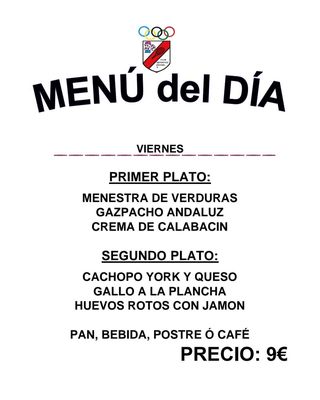 MENÚ del DÍA
VIERNES
PRIMER PLATO:
MENESTRA DE VERDURAS
GAZPACHO ANDALUZ
CREMA DE CALABACIN
SEGUNDO PLATO:
CACHOPO YORK Y QUESO
GALLO A LA PLANCHA
HUEVOS ROTOS CON JAMON
PAN, BEBIDA, POSTRE Ó CAFÉ
PRECIO: 9€